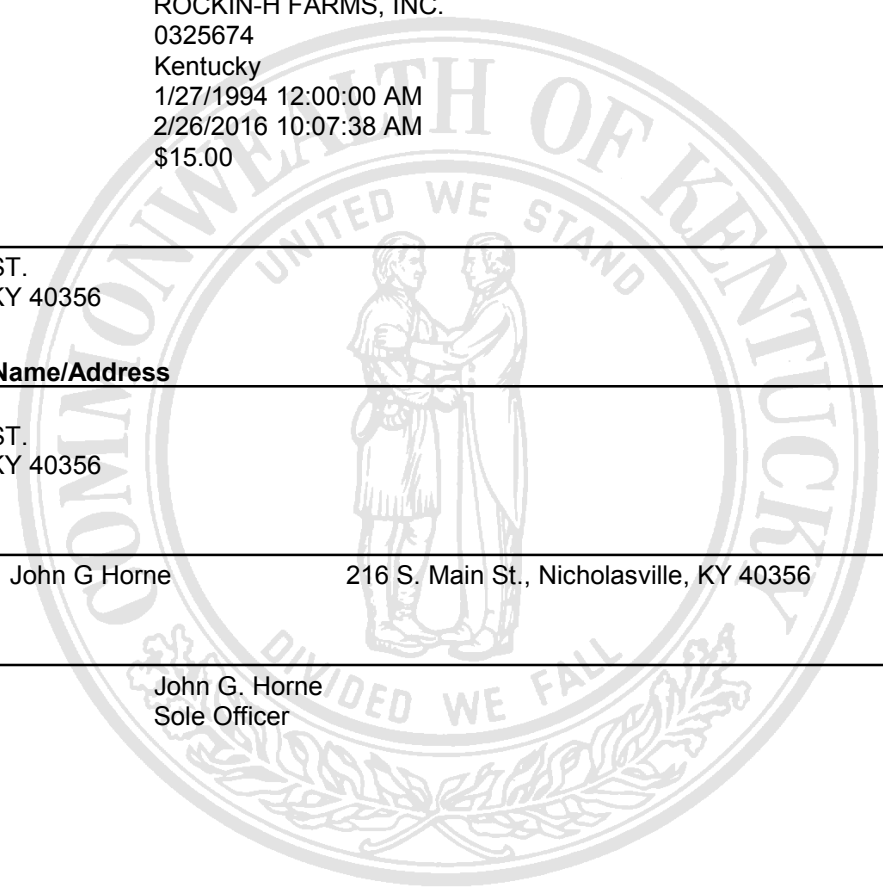 ROCKIN-H FARMS, INC.
0325674
Kentucky
1/27/1994 12:00:00 AM
2/26/2016 10:07:38 AM
$15.00
COMMONWEALTH OF KENTUCKY
UNITED WE STAND
ST.
KY 40356
Name/Address
ST.
KY 40356
John G Horne 216 S. Main St., Nicholasville, KY 40356
DIVIDED WE FALL
John G. Horne
Sole Officer